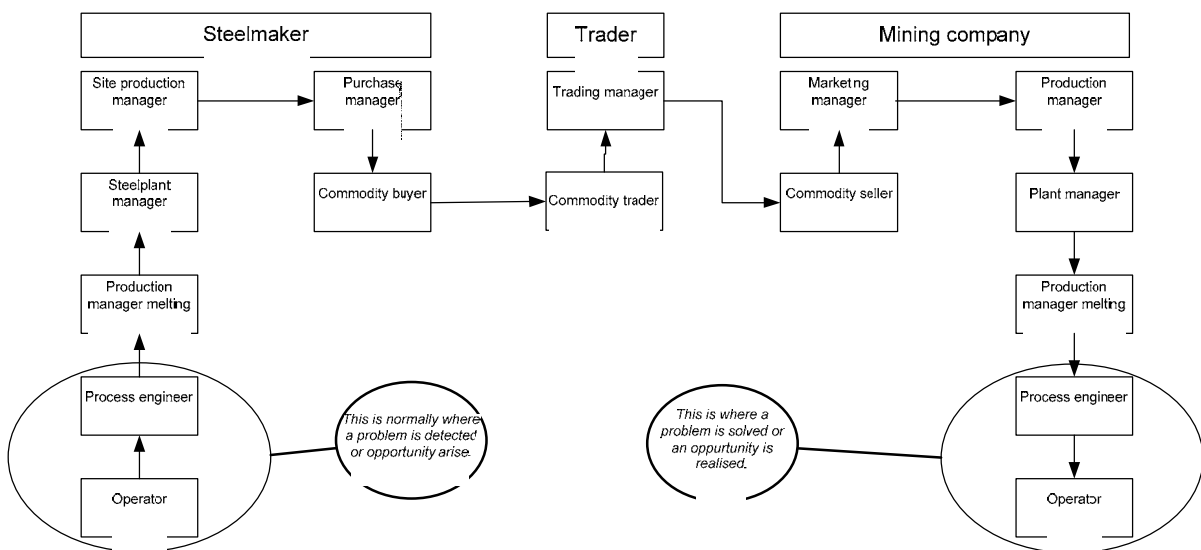 Steelmaker
Trader
Mining company
Site production
manager
Purchase
manager
Trading manager
Marketing
manager
Production
manager
Steelplant
manager
Commodity buyer
Commodity trader
Commodity seller
Plant manager
Production
manager melting
Production
manager melting
Process engineer
This is normally where
a problem is detected
or opportunity arise.
This is where a
problem is solved or
an oppurtunity is
realised.
Process engineer
Operator
Operator